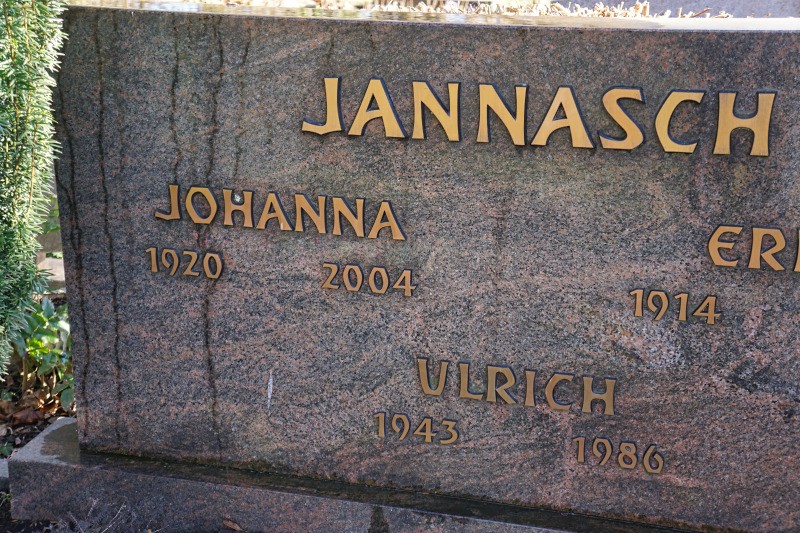 JANNASCH
JOHANNA
1920 2004
1914
ULRICH
1943 1986